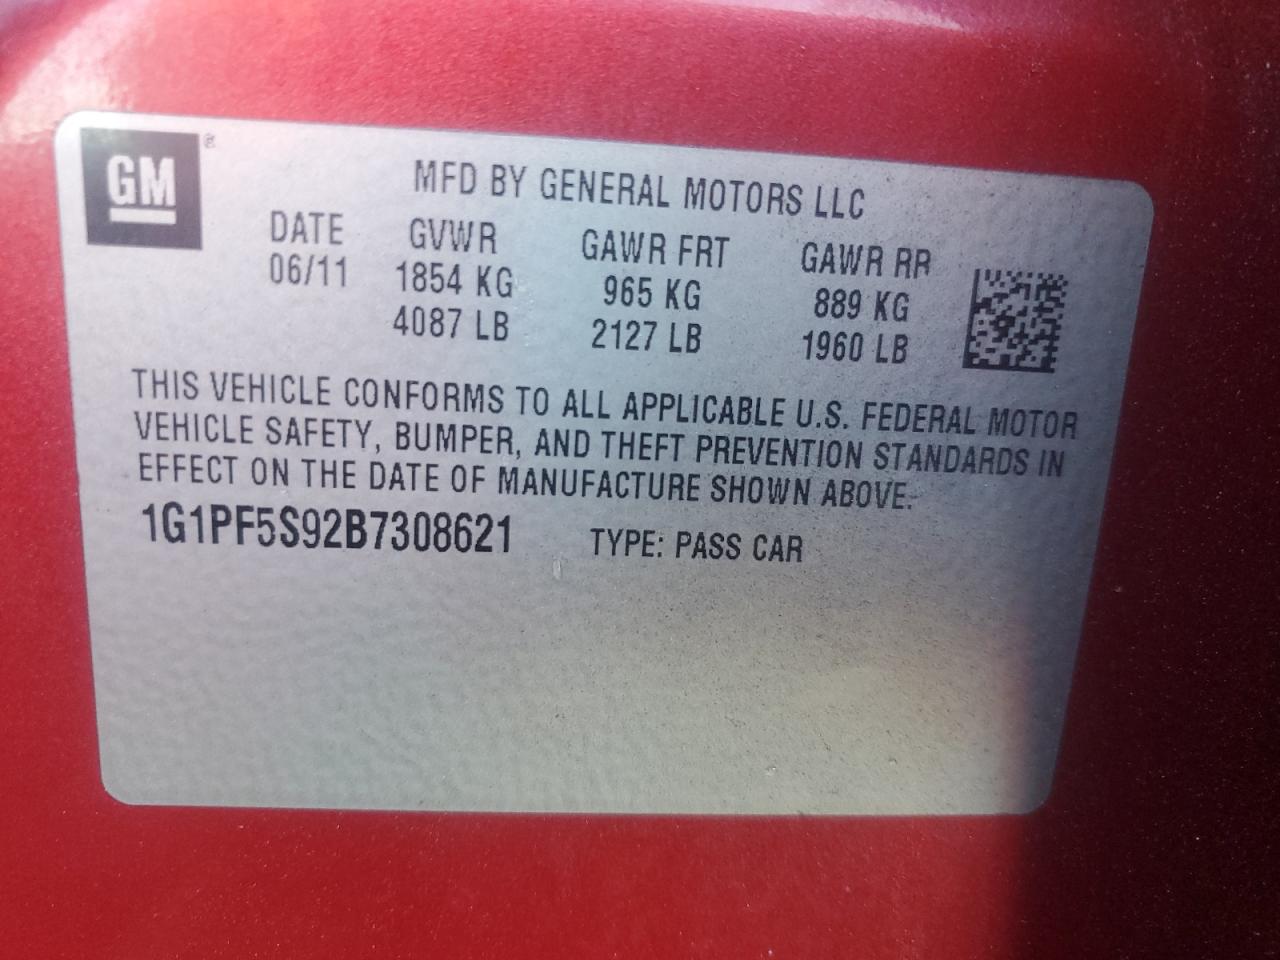 GM ®
MFD BY GENERAL MOTORS LLC
DATE GVWR GAWR FRT GAWR RR
06/11 1854 KG 965 KG 889 KG
4087 LB 2127 LB 1960 LB
THIS VEHICLE CONFORMS TO ALL APPLICABLE U.S. FEDERAL MOTOR
VEHICLE SAFETY, BUMPER, AND THEFT PREVENTION STANDARDS IN
EFFECT ON THE DATE OF MANUFACTURE SHOWN ABOVE.
1G1PF5S92B7308621 TYPE: PASS CAR